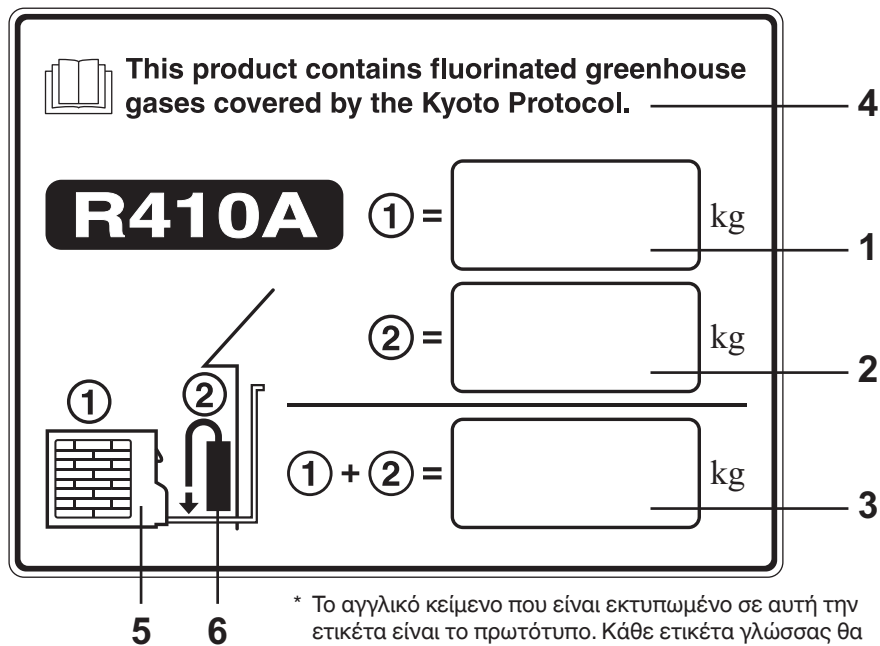 This product contains fluorinated greenhouse
gases covered by the Kyoto Protocol.
4
R410A ① = kg
1
② = kg
2
① ②
① + ② = kg
3
5 6
* Το αγγλικό κείμενο που είναι εκτυπωμένο σε αυτή την
ετικέτα είναι το πρωτότυπο. Κάθε ετικέτα γλώσσας θα